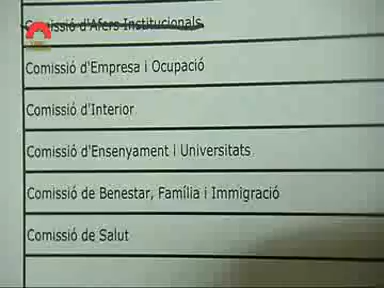 Comissió d'Afers Institucionals
Comissió d'Empresa i Ocupació
Comissió d'Interior
Comissió d'Ensenyament i Universitats
Comissió de Benestar, Família i Immigració
Comissió de Salut